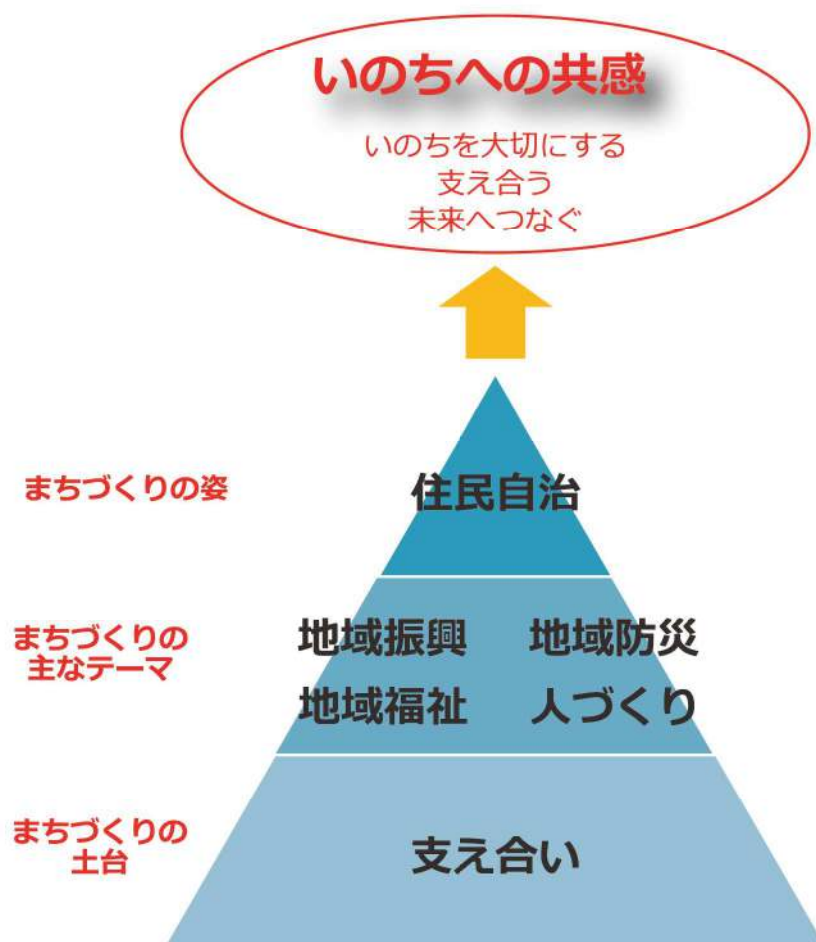 いのちへの共感
いのちを大切にする
支え合う
未来へつなぐ
まちづくりの姿
住民自治
まちづくりの
主なテーマ
地域振興 地域防災
地域福祉 人づくり
まちづくりの
土台
支え合い